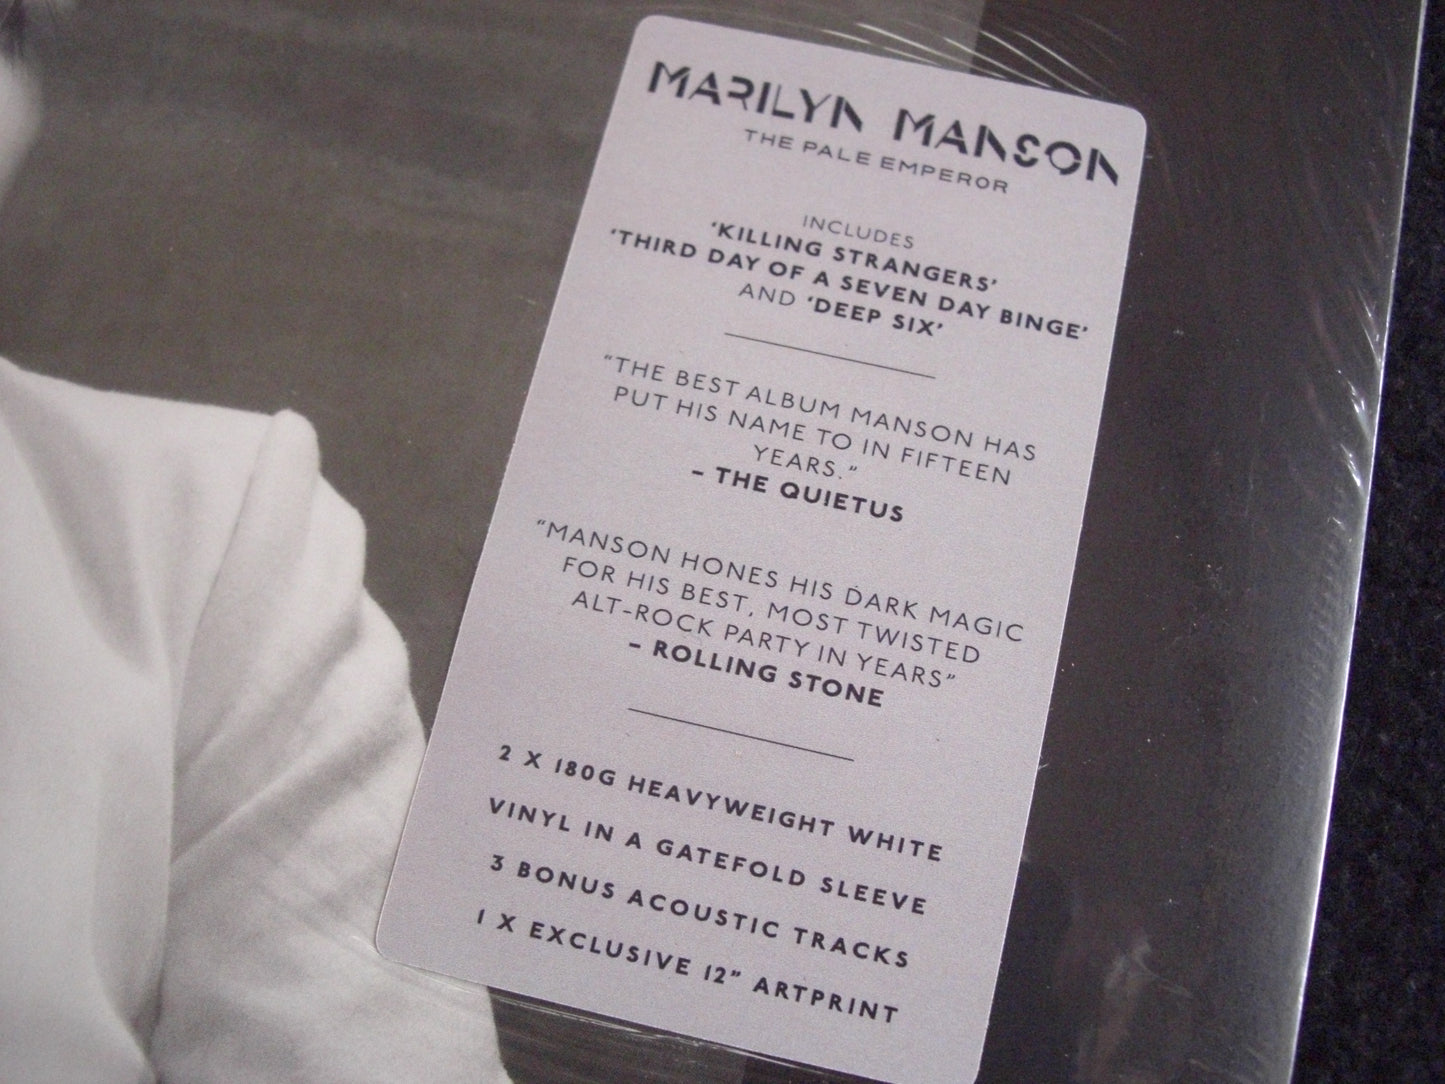 MARILYN MANSON
THE PALE EMPEROR
INCLUDES
‘KILLING STRANGERS’
‘THIRD DAY OF A SEVEN DAY BINGE’
AND ‘DEEP SIX’
“THE BEST ALBUM MANSON HAS
PUT HIS NAME TO IN FIFTEEN
YEARS.”
– THE QUIETUS
“MANSON HONES HIS DARK MAGIC
FOR HIS BEST, MOST TWISTED
ALT-ROCK PARTY IN YEARS”
– ROLLING STONE
2 X 180G HEAVYWEIGHT WHITE
VINYL IN A GATEFOLD SLEEVE
3 BONUS ACOUSTIC TRACKS
1 X EXCLUSIVE 12” ARTPRINT